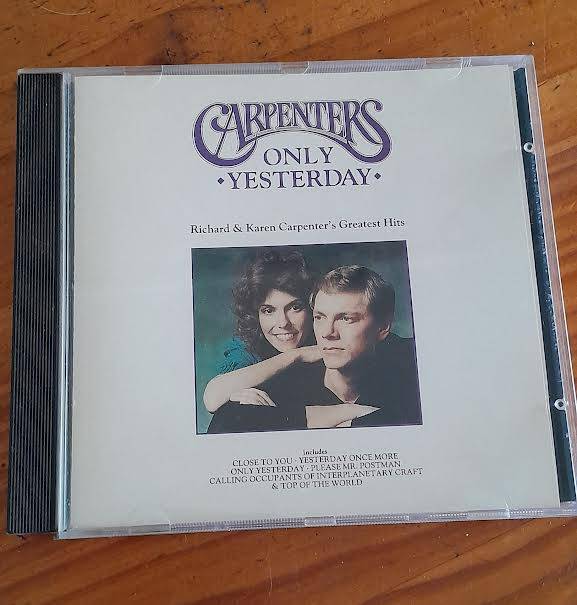 CARPENTERS
ONLY
•YESTERDAY•
Richard & Karen Carpenter's Greatest Hits
includes
CLOSE TO YOU · YESTERDAY ONCE MORE
ONLY YESTERDAY · PLEASE MR. POSTMAN
CALLING OCCUPANTS OF INTERPLANETARY CRAFT
& TOP OF THE WORLD